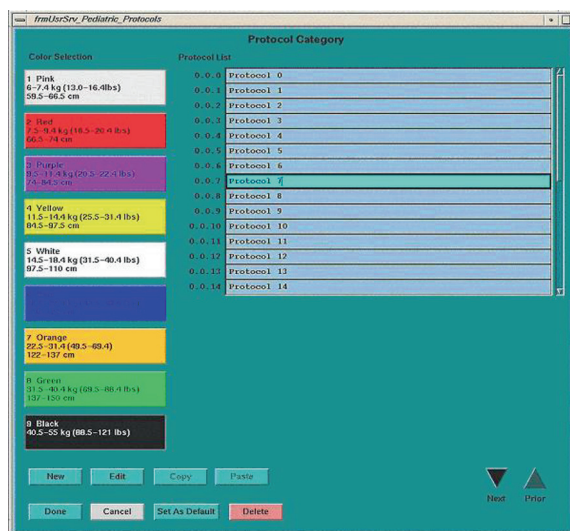 frmUsrSrv_Pediatric_Protocols
Protocol Category
Color Selection
Protocol List
1 Pink
6-7.4 kg (13.0-16.4lbs)
59.5-66.5 cm
2 Red
7.5-9.4 kg (16.5-20.4 lbs)
66.5-74 cm
3 Purple
9.5-11.4 kg (20.5-22.4 lbs)
74-84.5 cm
4 Yellow
11.5-14.4 kg (25.5-31.4 lbs)
84.5-97.5 cm
5 White
14.5-18.4 kg (31.5-40.4 lbs)
97.5-110 cm
7 Orange
22.5-31.4 (49.5-69.4)
122-137 cm
8 Green
31.5-40.4 kg (69.5-88.4 lbs)
137-150 cm
9 Black
40.5-55 kg (88.5-121 lbs)
0.0.0 Protocol 0
0.0.1 Protocol 1
0.0.2 Protocol 2
0.0.3 Protocol 3
0.0.4 Protocol 4
0.0.5 Protocol 5
0.0.6 Protocol 6
0.0.7 Protocol 7
0.0.8 Protocol 8
0.0.9 Protocol 9
0.0.10 Protocol 10
0.0.11 Protocol 11
0.0.12 Protocol 12
0.0.13 Protocol 13
0.0.14 Protocol 14
New Edit Copy Paste
Next Prior
Done Cancel Set As Default Delete